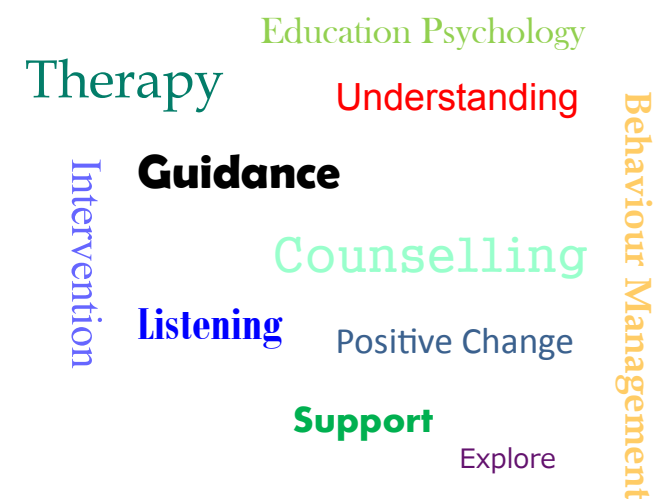 Education Psychology
Therapy
Understanding
Behaviour Management
Guidance
Intervention
Counselling
Listening
Positive Change
Support
Explore